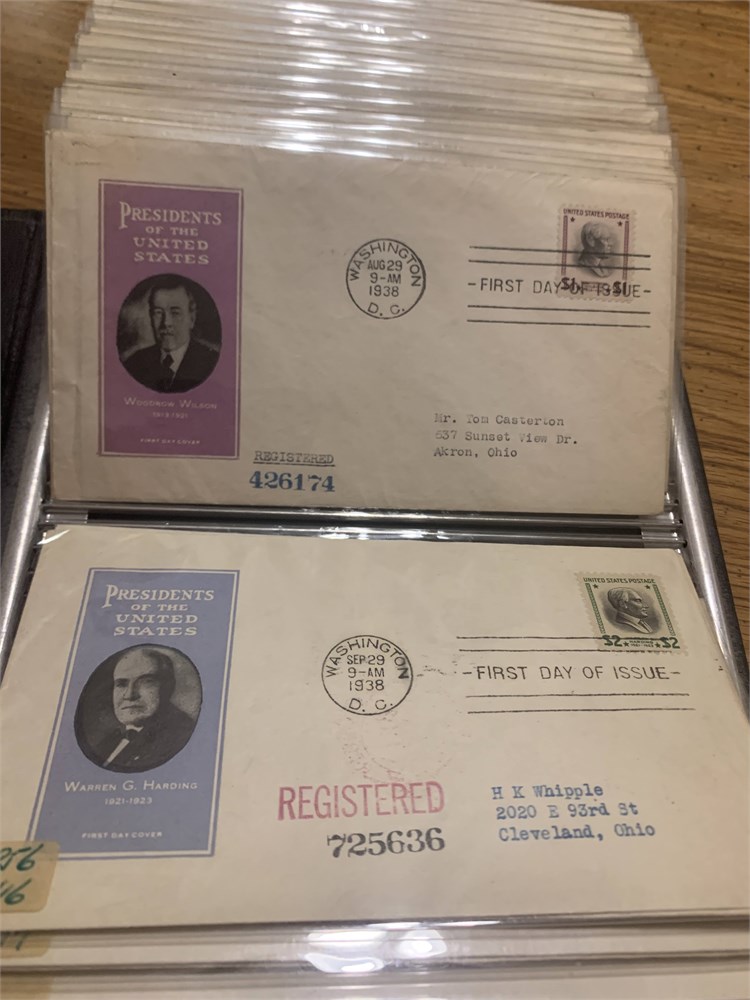 PRESIDENTS
OF THE
UNITED
STATES
WOODROW WILSON
1913-1921
FIRST DAY COVER
WASHINGTON
AUG 29
9-AM
1938
D. C.
UNITED STATES POSTAGE
$1 $1
-FIRST DAY OF ISSUE-
Mr. Tom Casterton
637 Sunset View Dr.
Akron, Ohio
REGISTERED
426174
PRESIDENTS
OF THE
UNITED
STATES
WARREN G. HARDING
1921-1923
FIRST DAY COVER
WASHINGTON
SEP 29
9-AM
1938
D. C.
UNITED STATES POSTAGE
$2 $2
-FIRST DAY OF ISSUE-
REGISTERED
725636
H K Whipple
2020 E 93rd St
Cleveland, Ohio